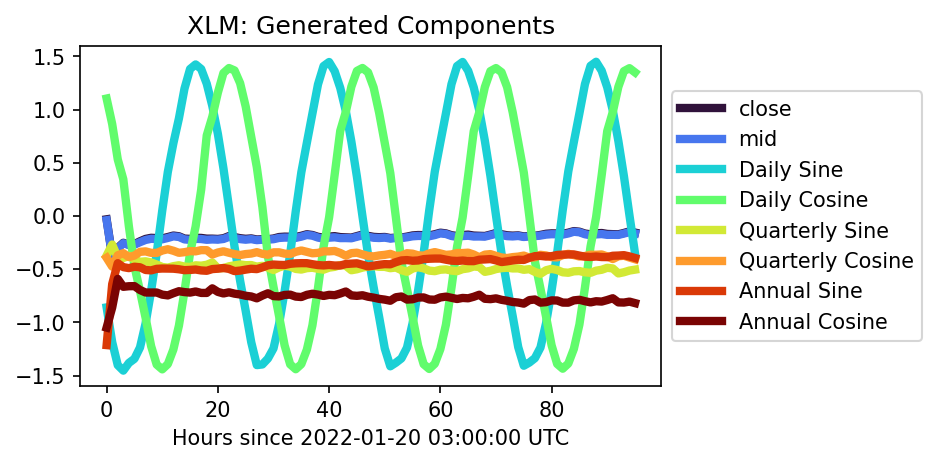 XLM: Generated Components
1.5
1.0
0.5
0.0
−0.5
−1.0
−1.5
0
20
40
60
80
Hours since 2022-01-20 03:00:00 UTC
close
mid
Daily Sine
Daily Cosine
Quarterly Sine
Quarterly Cosine
Annual Sine
Annual Cosine